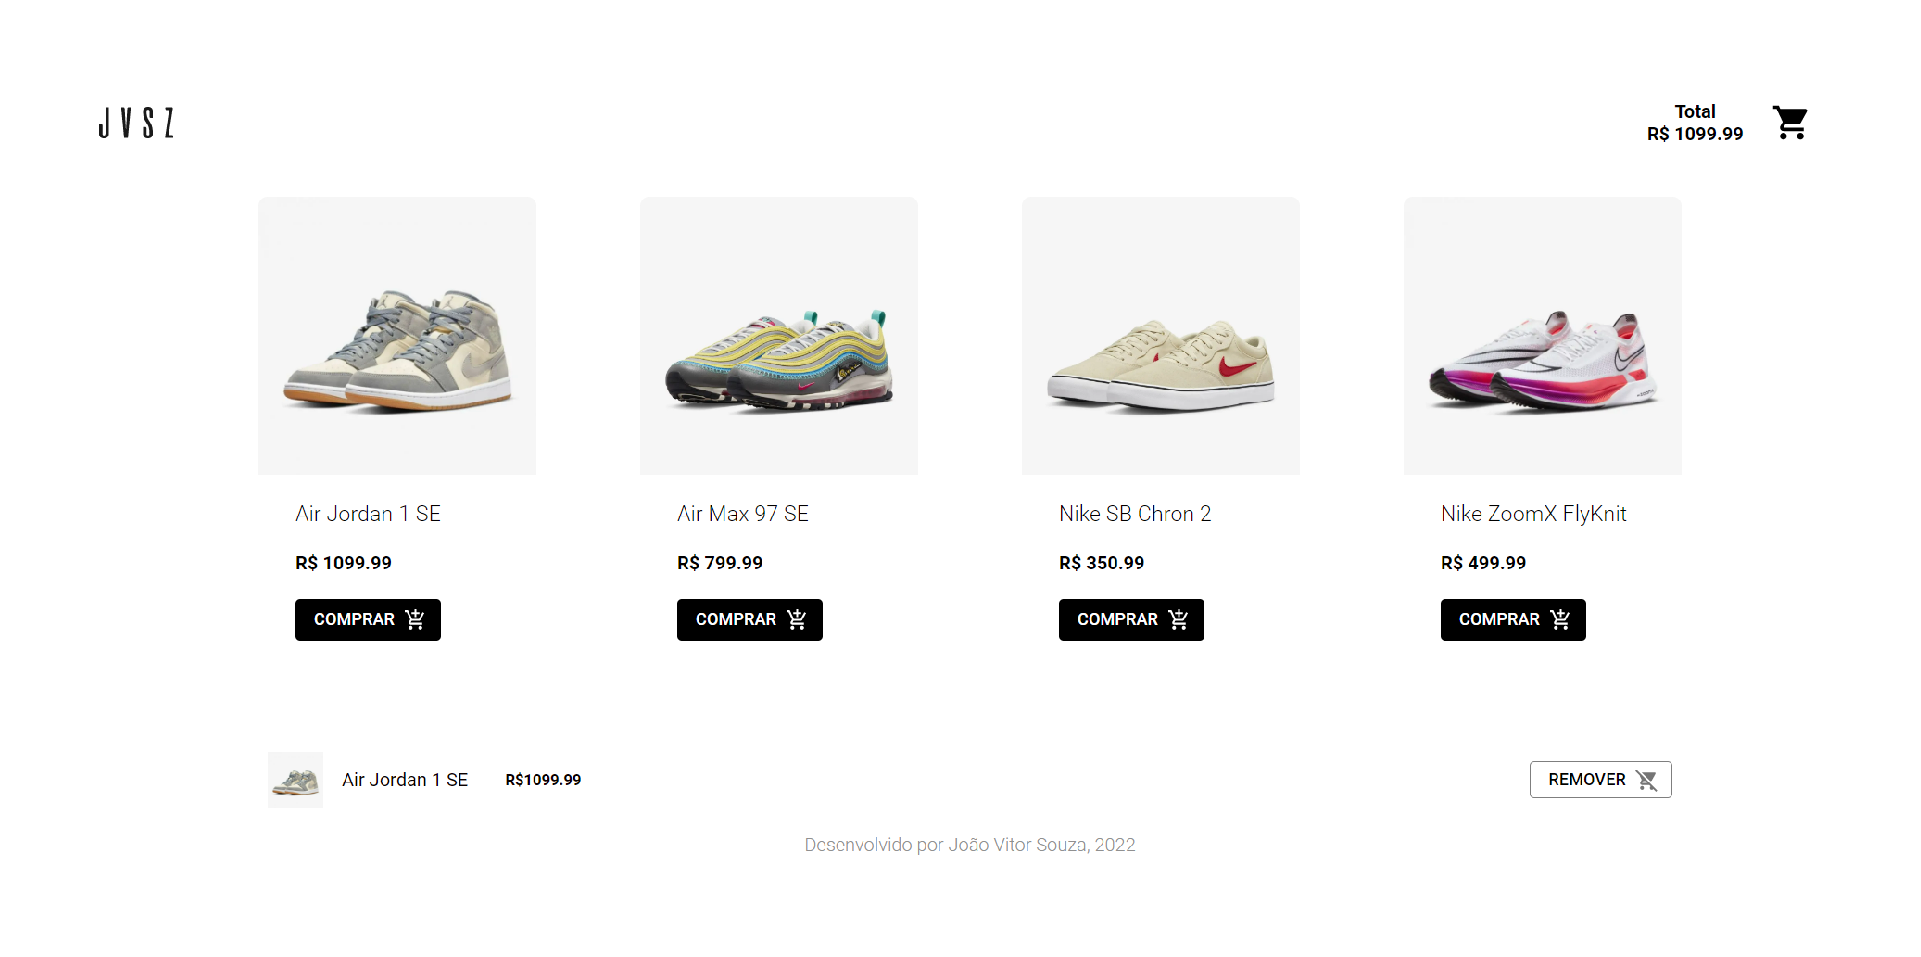 JVSZ
Total
R$ 1099.99
Air Jordan 1 SE
R$ 1099.99
COMPRAR
Air Max 97 SE
R$ 799.99
COMPRAR
Nike SB Chron 2
R$ 350.99
COMPRAR
Nike ZoomX FlyKnit
R$ 499.99
COMPRAR
Air Jordan 1 SE R$1099.99 REMOVER
Desenvolvido por João Vitor Souza, 2022